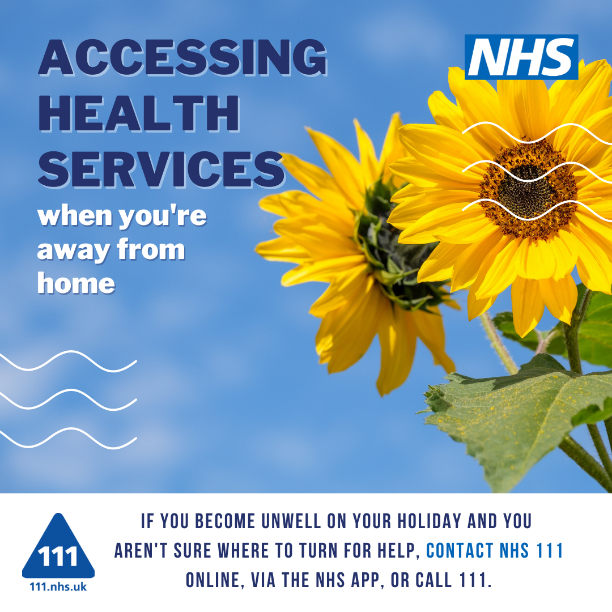 ACCESSING
HEALTH
SERVICES
when you're
away from
home
NHS
111
111.nhs.uk
IF YOU BECOME UNWELL ON YOUR HOLIDAY AND YOU
AREN'T SURE WHERE TO TURN FOR HELP, CONTACT NHS 111
ONLINE, VIA THE NHS APP, OR CALL 111.